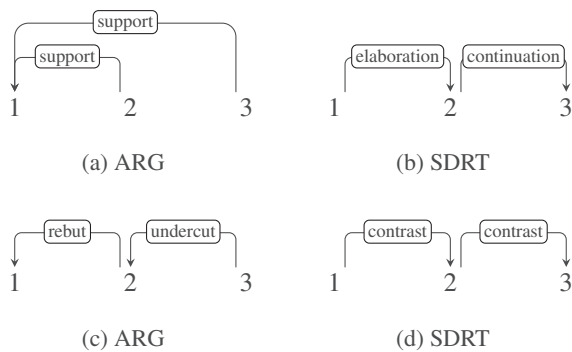 support
support
elaboration
continuation
1 2 3
1 2 3
(a) ARG
(b) SDRT
rebut
undercut
contrast
contrast
1 2 3
1 2 3
(c) ARG
(d) SDRT